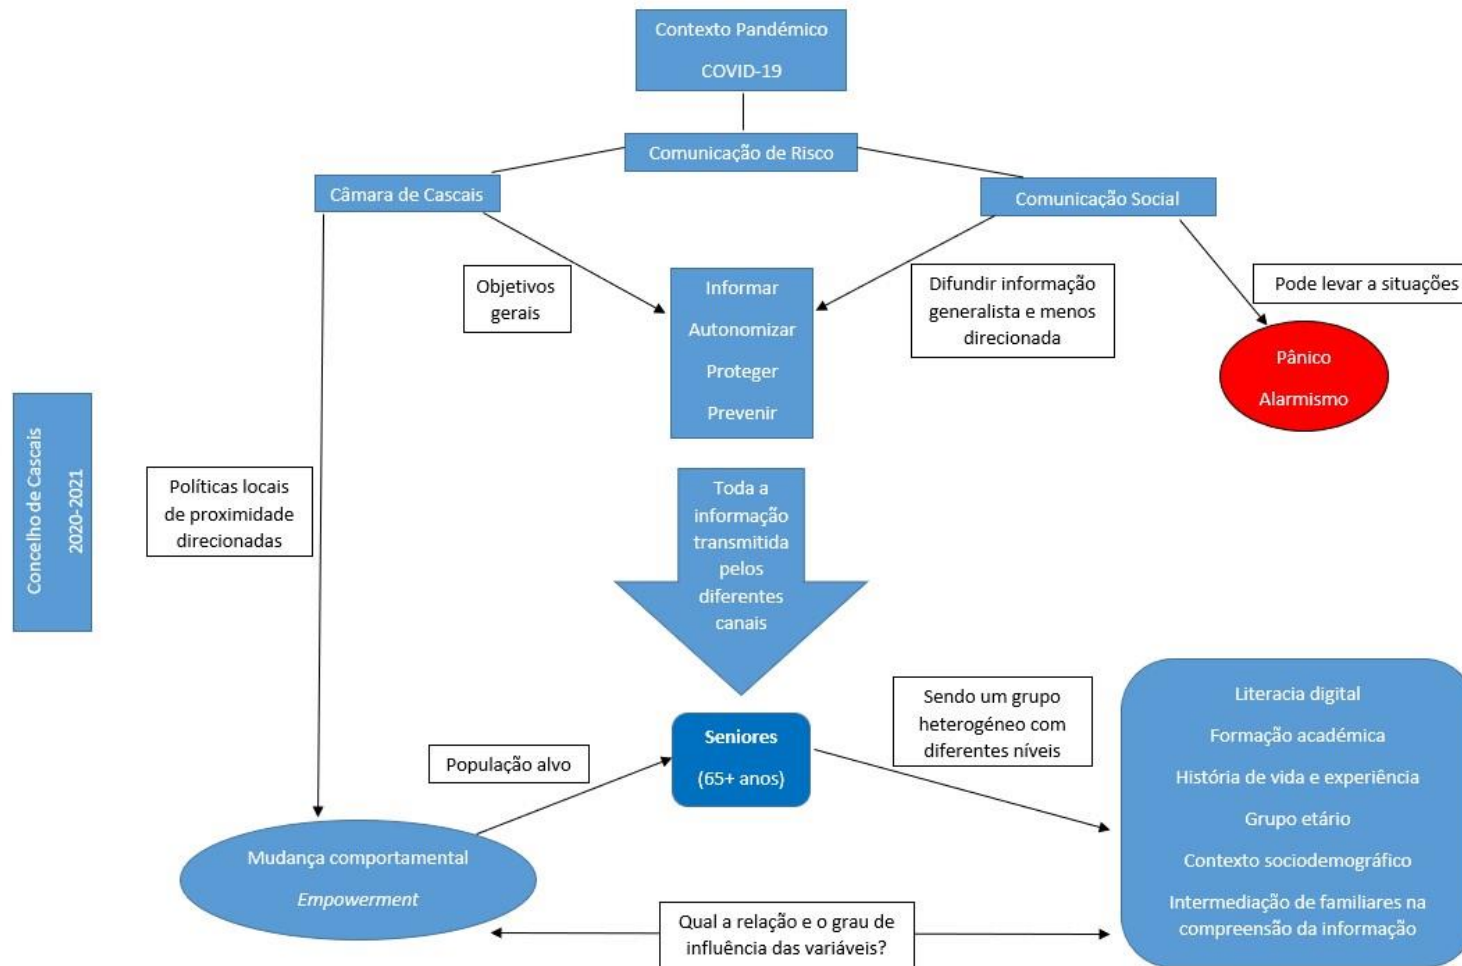 Contexto Pandémico
COVID-19
Comunicação de Risco
Câmara de Cascais
Comunicação Social
Objetivos
gerais
Informar
Autonomizar
Proteger
Prevenir
Difundir informação
generalista e menos
direcionada
Pode levar a situações
Pânico
Alarmismo
Concelho de Cascais
2020-2021
Políticas locais
de proximidade
direcionadas
Toda a
informação
transmitida
pelos
diferentes
canais
Sendo um grupo
heterogéneo com
diferentes níveis
Seniores
(65+ anos)
População alvo
Literacia digital
Formação académica
História de vida e experiência
Grupo etário
Contexto sociodemográfico
Intermediação de familiares na
compreensão da informação
Mudança comportamental
Empowerment
Qual a relação e o grau de
influência das variáveis?